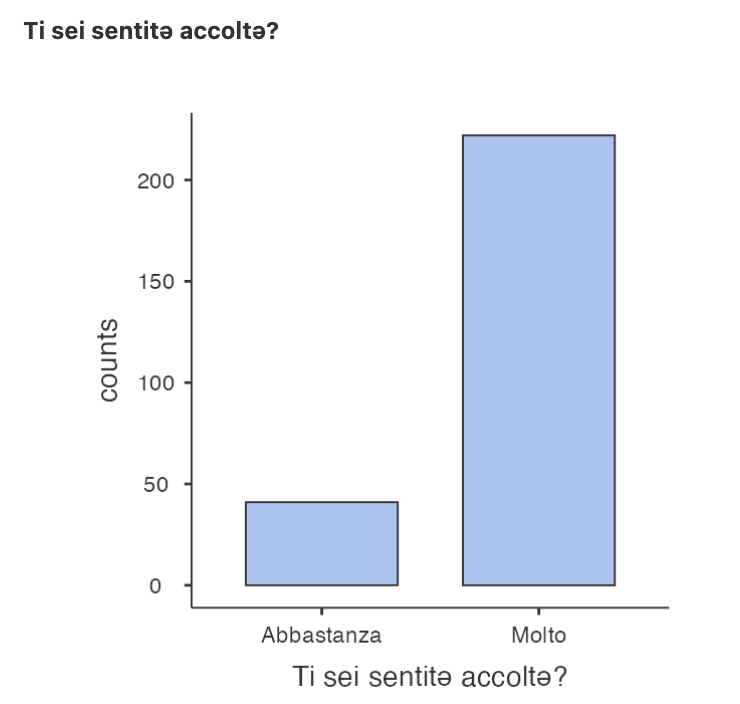 Ti sei sentitə accoltə?
200
150
100
50
0
counts
Abbastanza Molto
Ti sei sentitə accoltə?